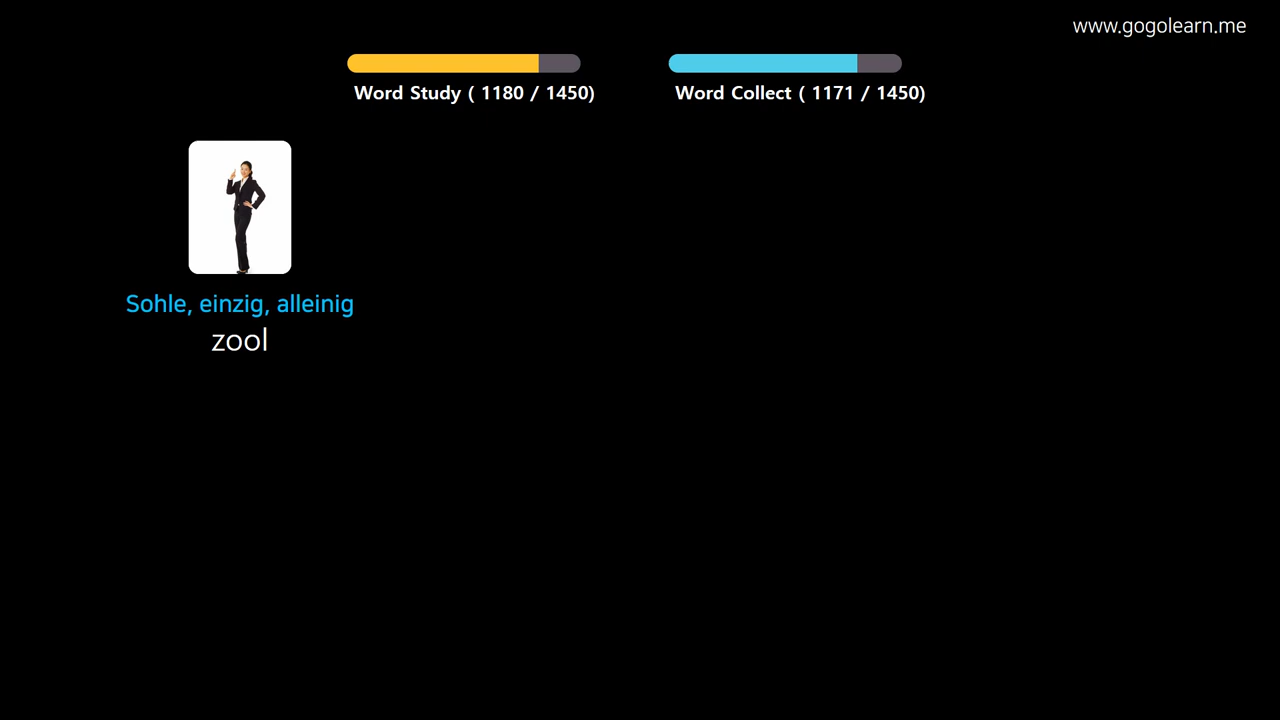 www.gogolearn.me
Word Study ( 1180 / 1450)
Word Collect ( 1171 / 1450)
Sohle, einzig, alleinig
zool